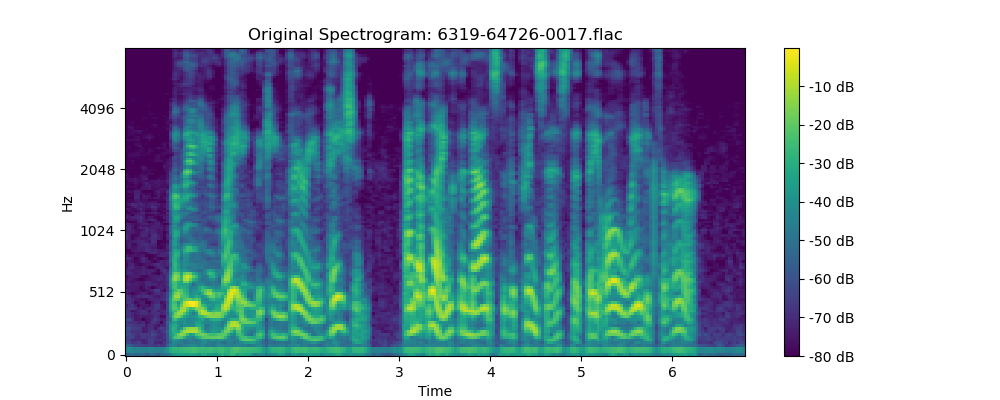 Original Spectrogram: 6319-64726-0017.flac
Hz
4096
2048
1024
512
0
0 1 2 3 4 5 6
Time
-10 dB
-20 dB
-30 dB
-40 dB
-50 dB
-60 dB
-70 dB
-80 dB